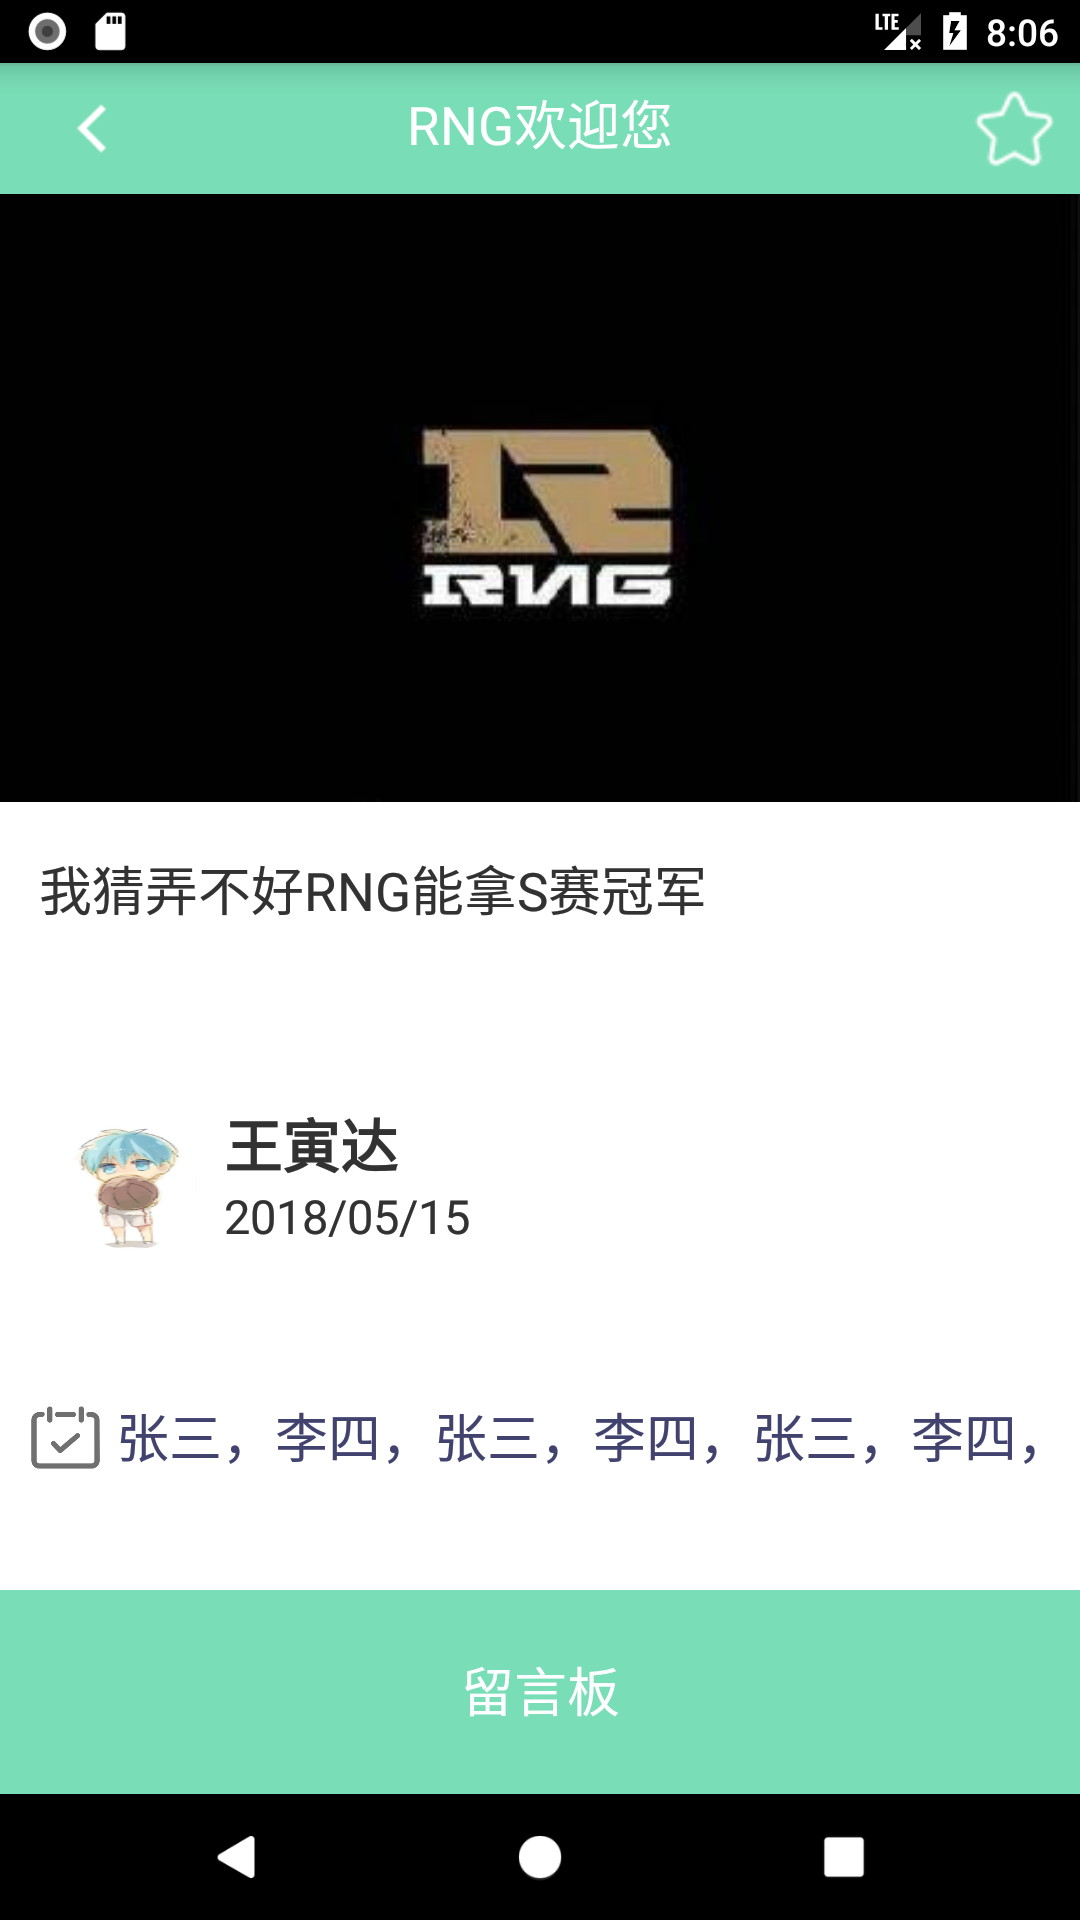 LTE 8:06
RNG欢迎您
RNG
我猜弄不好RNG能拿S赛冠军
王寅达
2018/05/15
张三，李四，张三，李四，张三，李四，
留言板